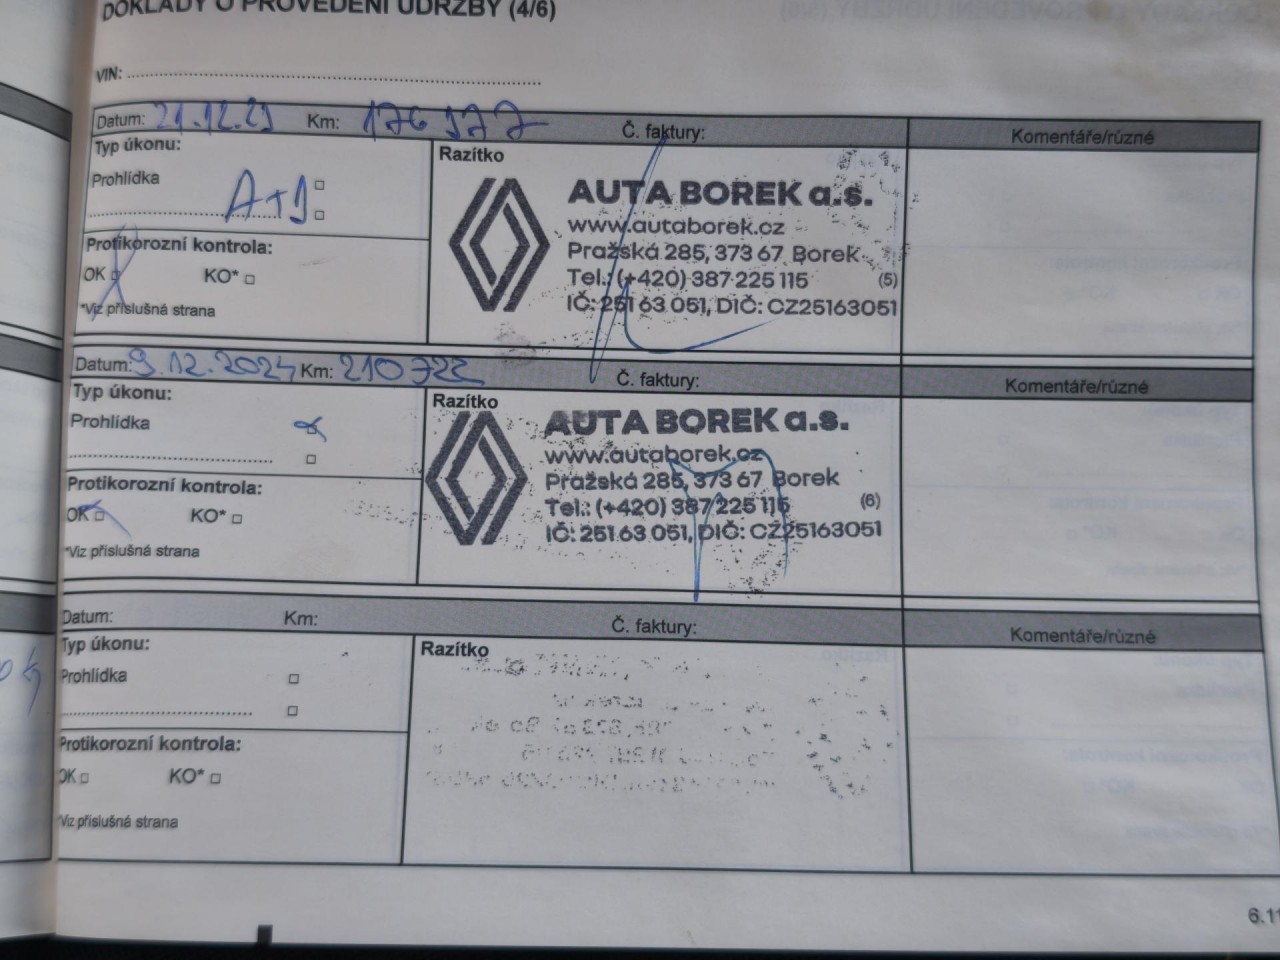 DOKLADY O PROVEDENÍ ÚDRŽBY (4/6)
VIN:
Datum: 21.12.23 Km: 176 177 Č. faktury: Komentáře/různé
Typ úkonu:
Prohlídka A+J
Razítko
AUTA BOREK a.s.
www.autaborek.cz
Pražská 285, 373 67 Borek
Tel.: (+420) 387 225 115 (5)
IČ: 251 63 051, DIČ: CZ25163051
Protikorozní kontrola:
OK KO*
*Viz příslušná strana
Datum: 9.12.2024 Km: 210 722 Č. faktury: Komentáře/různé
Typ úkonu:
Prohlídka
Razítko
AUTA BOREK a.s.
www.autaborek.cz
Pražská 285, 373 67 Borek
Tel.: (+420) 387 225 115 (6)
IČ: 251 63 051, DIČ: CZ25163051
Protikorozní kontrola:
OK KO*
*Viz příslušná strana
Datum: Km: Č. faktury: Komentáře/různé
Typ úkonu:
Prohlídka
Razítko
Protikorozní kontrola:
OK KO*
*Viz příslušná strana
6.11